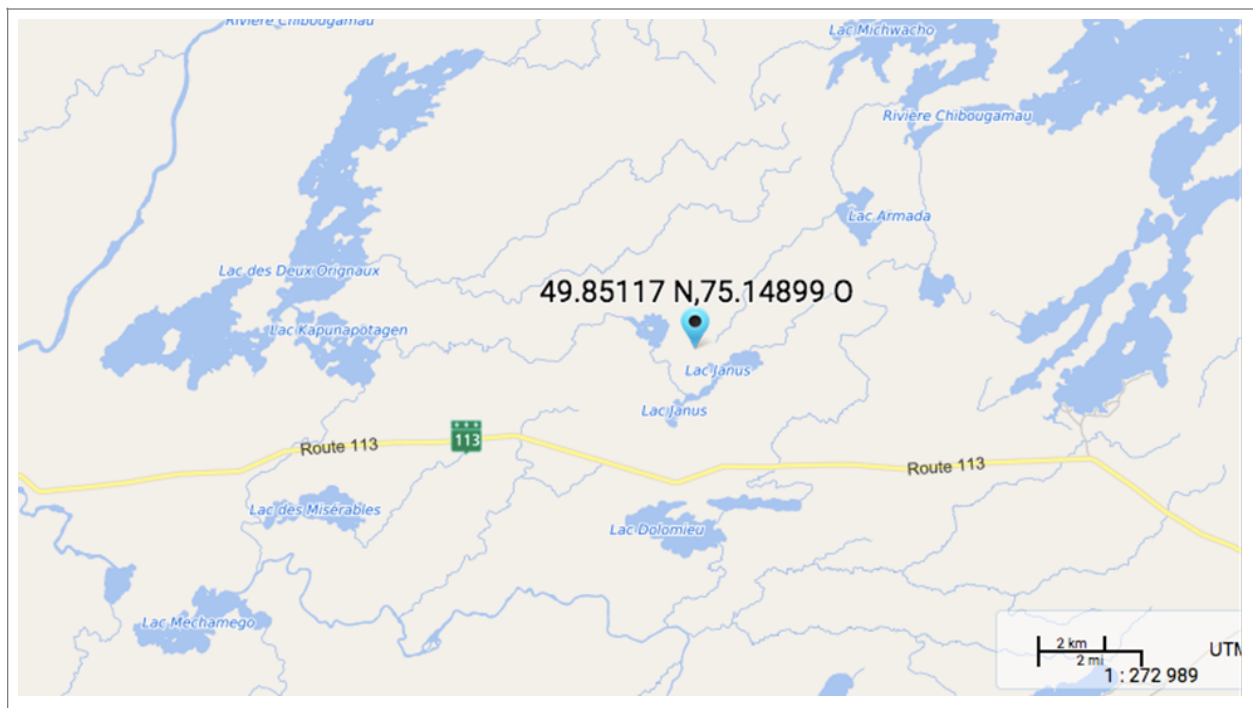 Rivière Chibougamau
Lac Michwacho
Rivière Chibougamau
Lac Armada
Lac des Deux Orignaux
49.85117 N,75.14899 O
Lac Kapunapotagen
Lac Janus
Lac Janus
113
Route 113
Route 113
Lac des Misérables
Lac Dolomieu
Lac Mechamego
2 km
UTM
2 mi
1 : 272 989